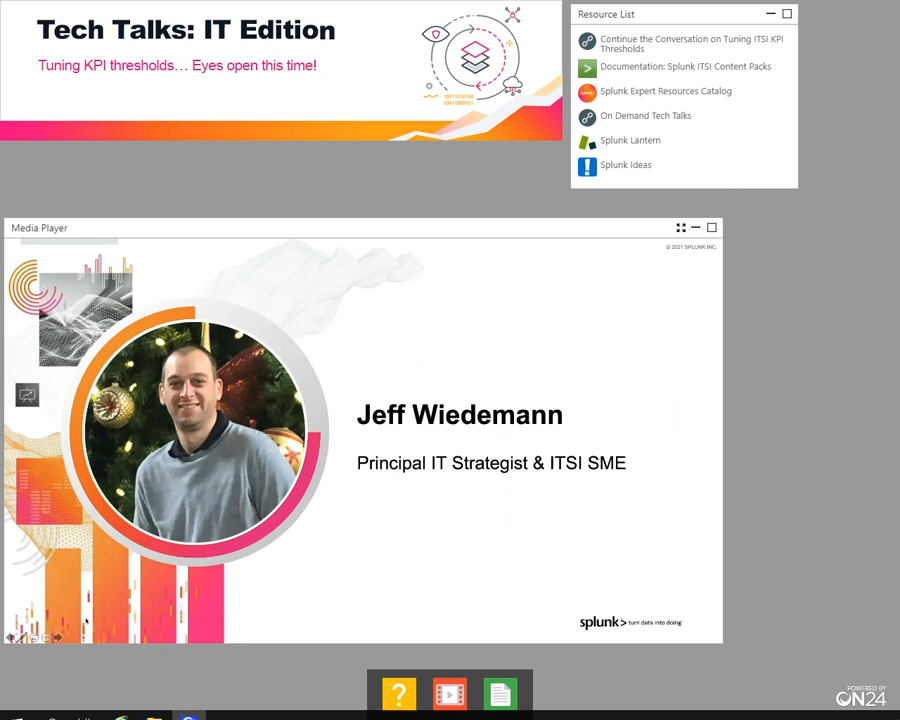 Tech Talks: IT Edition
Tuning KPI thresholds… Eyes open this time!
Resource List
Continue the Conversation on Tuning ITSI KPI
Thresholds
Documentation: Splunk ITSI Content Packs
Splunk Expert Resources Catalog
On Demand Tech Talks
Splunk Lantern
Splunk Ideas
Media Player
© 2021 SPLUNK INC.
Jeff Wiedemann
Principal IT Strategist & ITSI SME
splunk> turn data into doing
POWERED BY
ON24